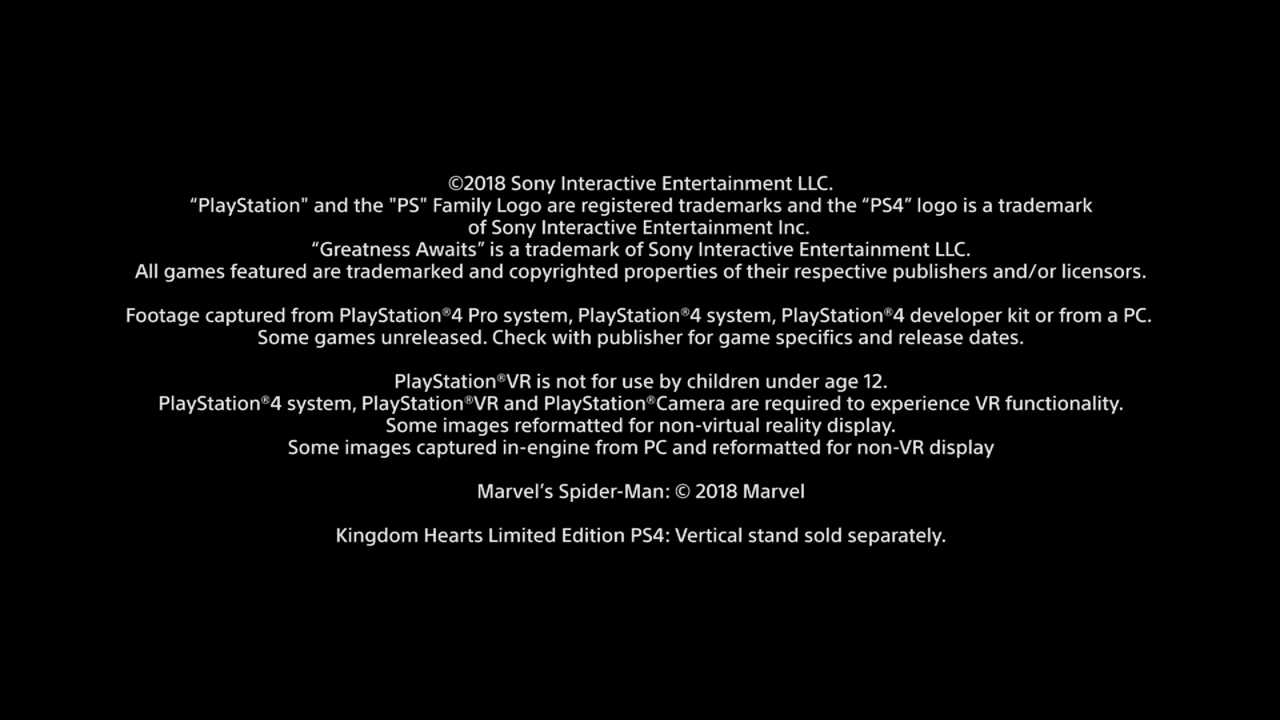 ©2018 Sony Interactive Entertainment LLC.
“PlayStation" and the "PS" Family Logo are registered trademarks and the “PS4” logo is a trademark
of Sony Interactive Entertainment Inc.
“Greatness Awaits” is a trademark of Sony Interactive Entertainment LLC.
All games featured are trademarked and copyrighted properties of their respective publishers and/or licensors.
Footage captured from PlayStation®4 Pro system, PlayStation®4 system, PlayStation®4 developer kit or from a PC.
Some games unreleased. Check with publisher for game specifics and release dates.
PlayStation®VR is not for use by children under age 12.
PlayStation®4 system, PlayStation®VR and PlayStation®Camera are required to experience VR functionality.
Some images reformatted for non-virtual reality display.
Some images captured in-engine from PC and reformatted for non-VR display
Marvel’s Spider-Man: © 2018 Marvel
Kingdom Hearts Limited Edition PS4: Vertical stand sold separately.